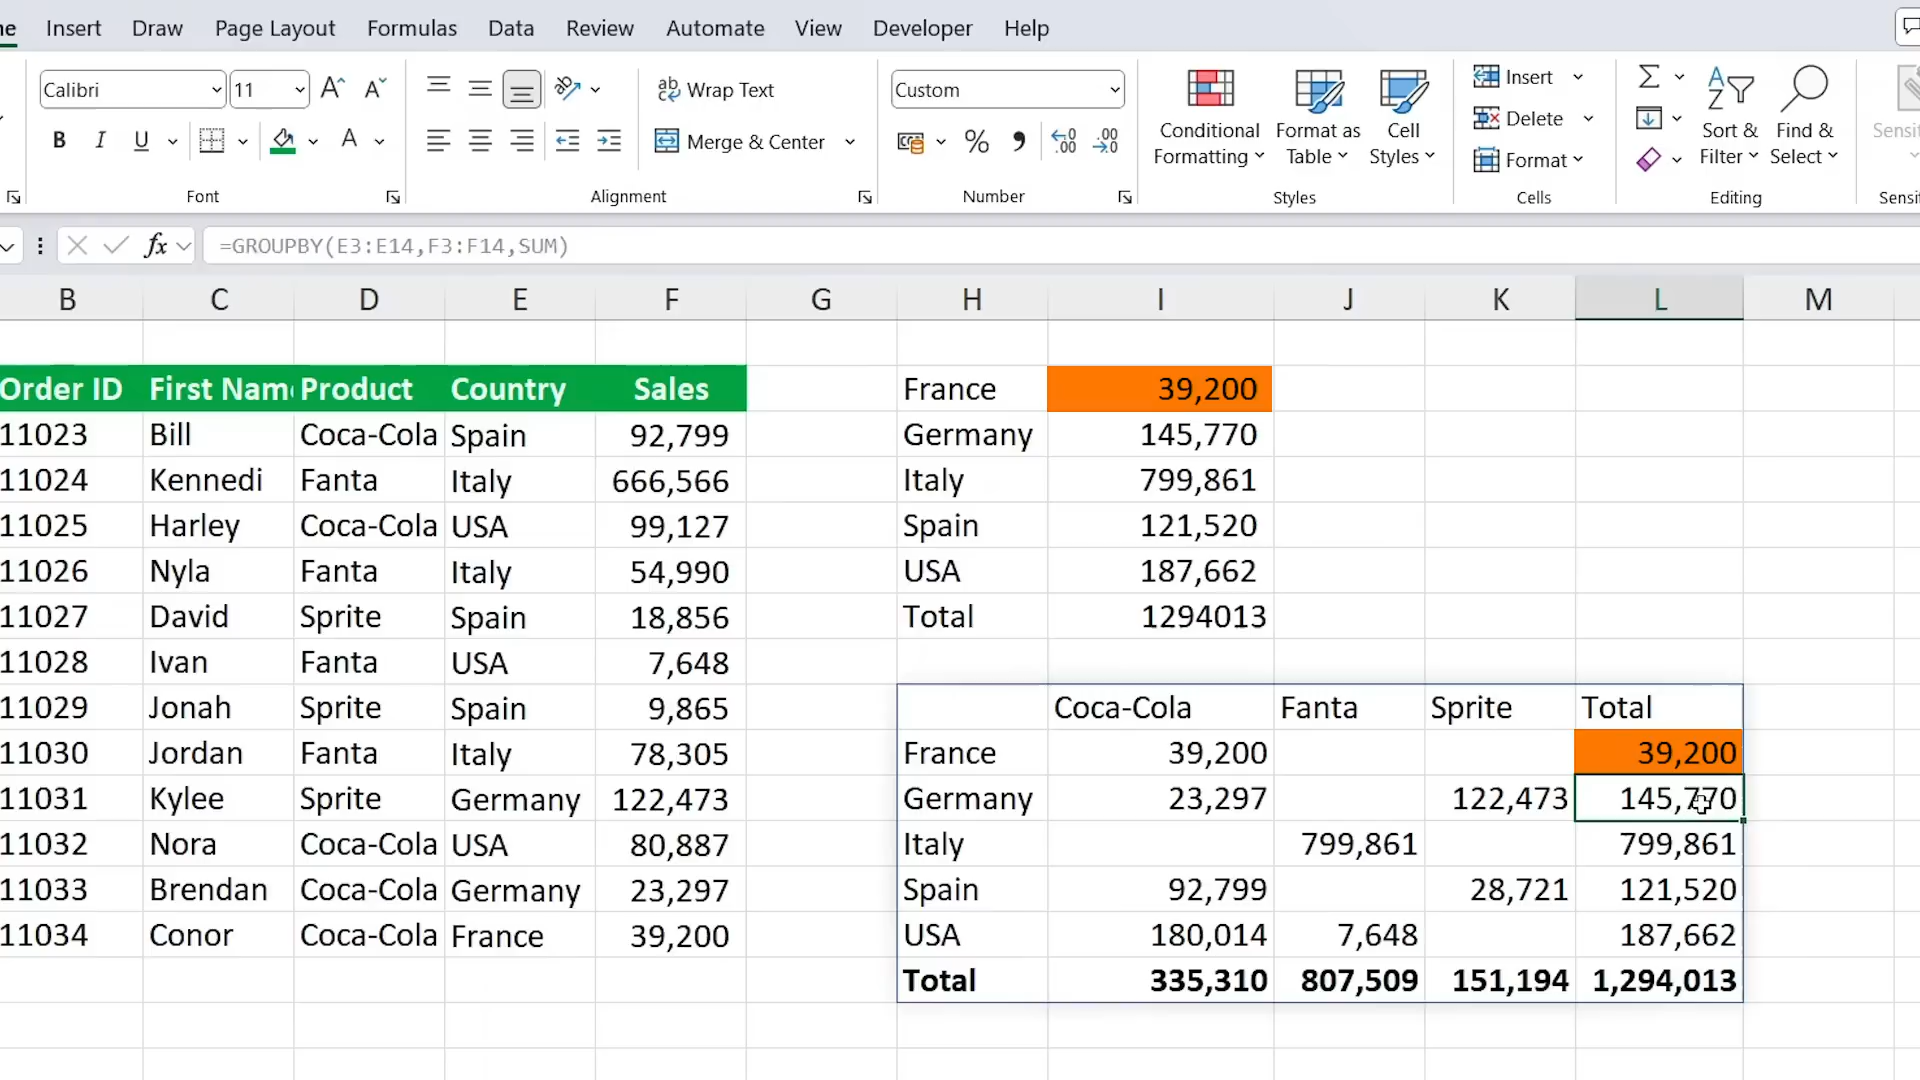 ne Insert Draw Page Layout Formulas Data Review Automate View Developer Help
Calibri 11 Wrap Text Custom Conditional Formatting Format as Table Cell Styles Insert Delete Format Sort & Filter Find & Select Sensi
B I U A Merge & Center % .00
Font Alignment Number Styles Cells Editing Sensi
fx =GROUPBY(E3:E14,F3:F14,SUM)
B C D E F G H I J K L M
Order ID First Nam Product Country Sales France 39,200
11023 Bill Coca-Cola Spain 92,799 Germany 145,770
11024 Kennedi Fanta Italy 666,566 Italy 799,861
11025 Harley Coca-Cola USA 99,127 Spain 121,520
11026 Nyla Fanta Italy 54,990 USA 187,662
11027 David Sprite Spain 18,856 Total 1294013
11028 Ivan Fanta USA 7,648
11029 Jonah Sprite Spain 9,865 Coca-Cola Fanta Sprite Total
11030 Jordan Fanta Italy 78,305 France 39,200 39,200
11031 Kylee Sprite Germany 122,473 Germany 23,297 122,473 145,770
11032 Nora Coca-Cola USA 80,887 Italy 799,861 799,861
11033 Brendan Coca-Cola Germany 23,297 Spain 92,799 28,721 121,520
11034 Conor Coca-Cola France 39,200 USA 180,014 7,648 187,662
Total 335,310 807,509 151,194 1,294,013